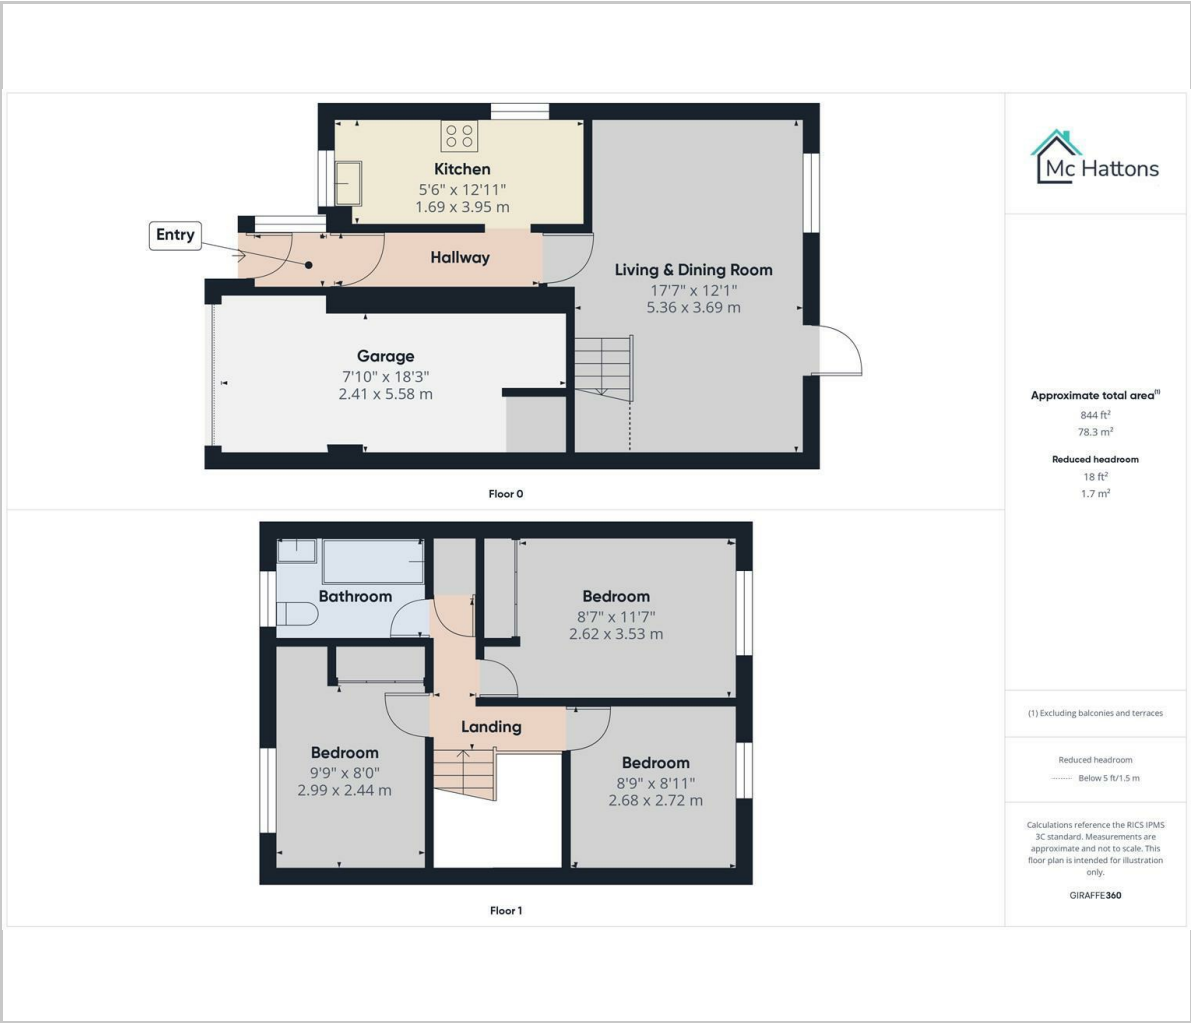 Kitchen
5'6" x 12'11"
1.69 x 3.95 m
Entry
Hallway
Living & Dining Room
17'7" x 12'1"
5.36 x 3.69 m
Garage
7'10" x 18'3"
2.41 x 5.58 m
Floor 0
Bathroom
Bedroom
8'7" x 11'7"
2.62 x 3.53 m
Landing
Bedroom
9'9" x 8'0"
2.99 x 2.44 m
Bedroom
8'9" x 8'11"
2.68 x 2.72 m
Floor 1
Mc Hattons
Approximate total area(1)
844 ft²
78.3 m²
Reduced headroom
18 ft²
1.7 m²
(1) Excluding balconies and terraces
Reduced headroom
Below 5 ft/1.5 m
Calculations reference the RICS IPMS
3C standard. Measurements are
approximate and not to scale. This
floor plan is intended for illustration
only.
GIRAFFE360